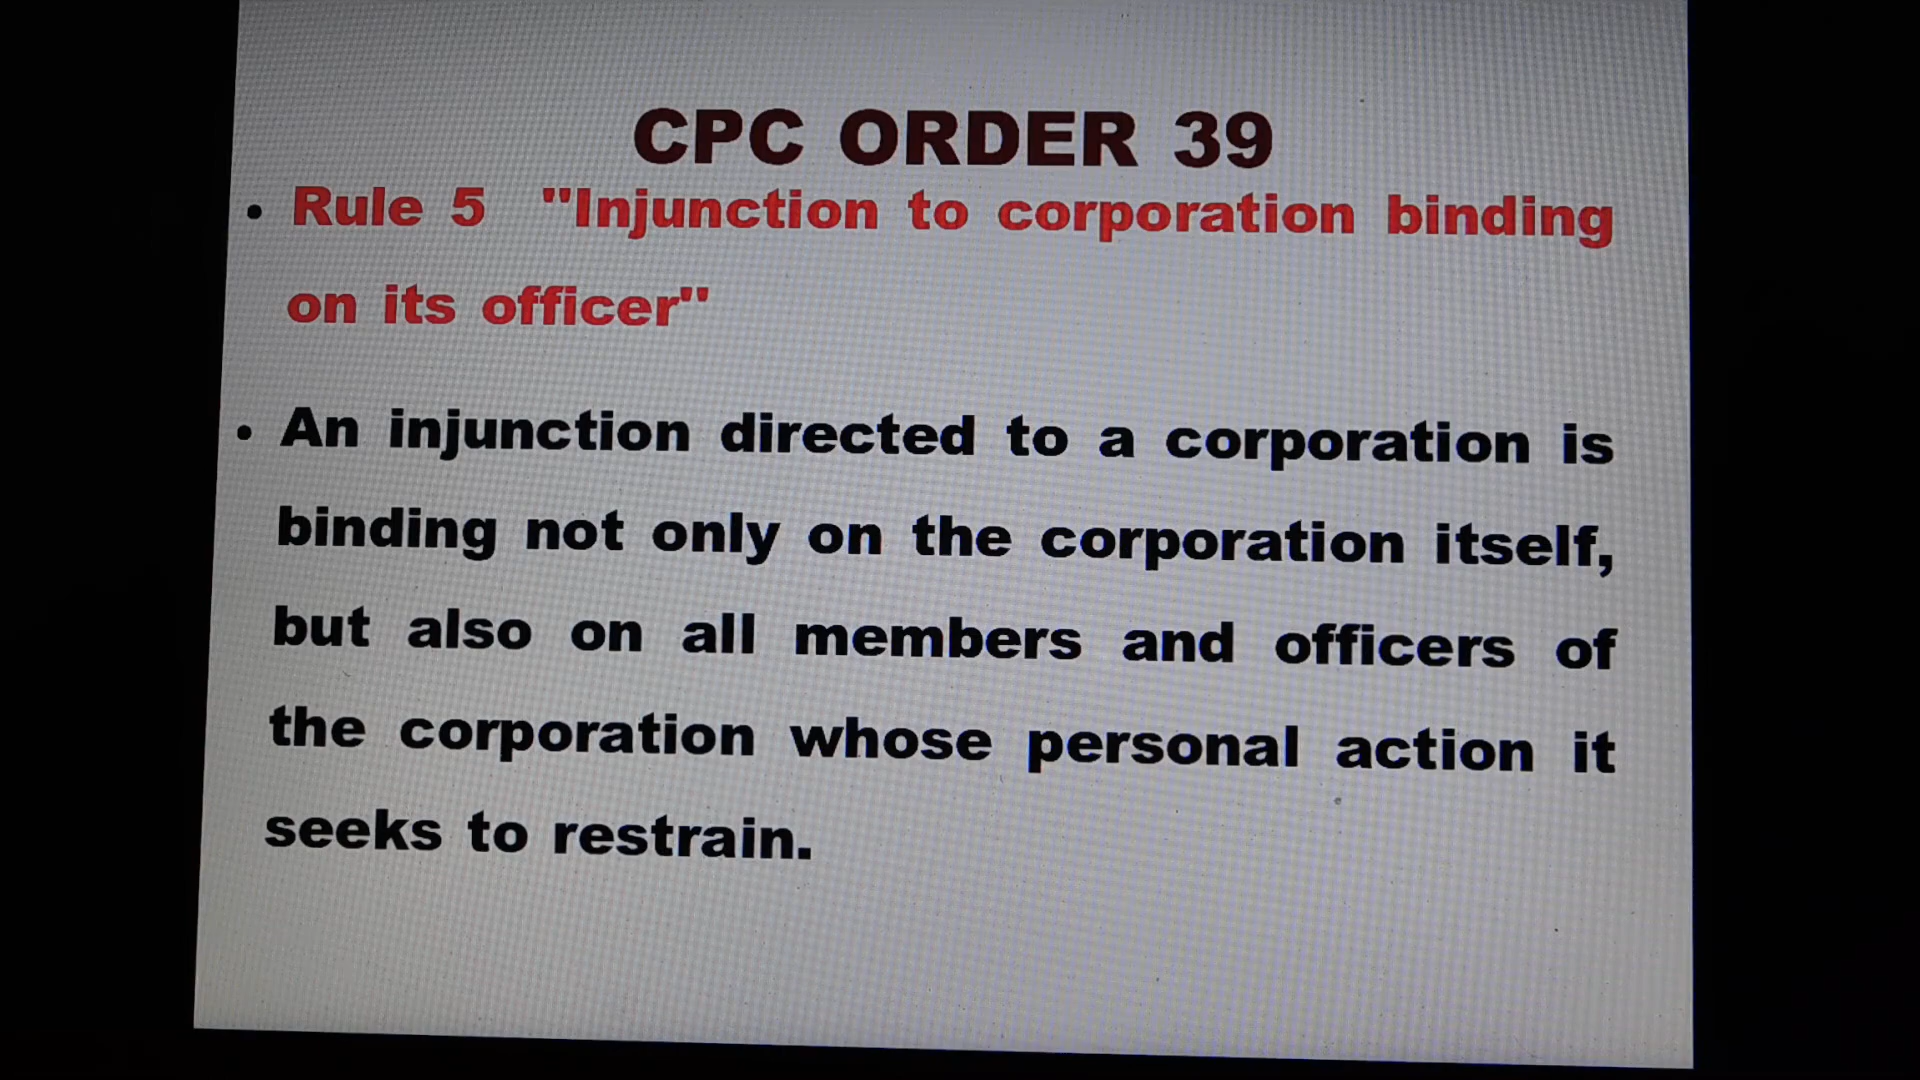 CPC ORDER 39
• Rule 5 "Injunction to corporation binding
on its officer"
• An injunction directed to a corporation is
binding not only on the corporation itself,
but also on all members and officers of
the corporation whose personal action it
seeks to restrain.